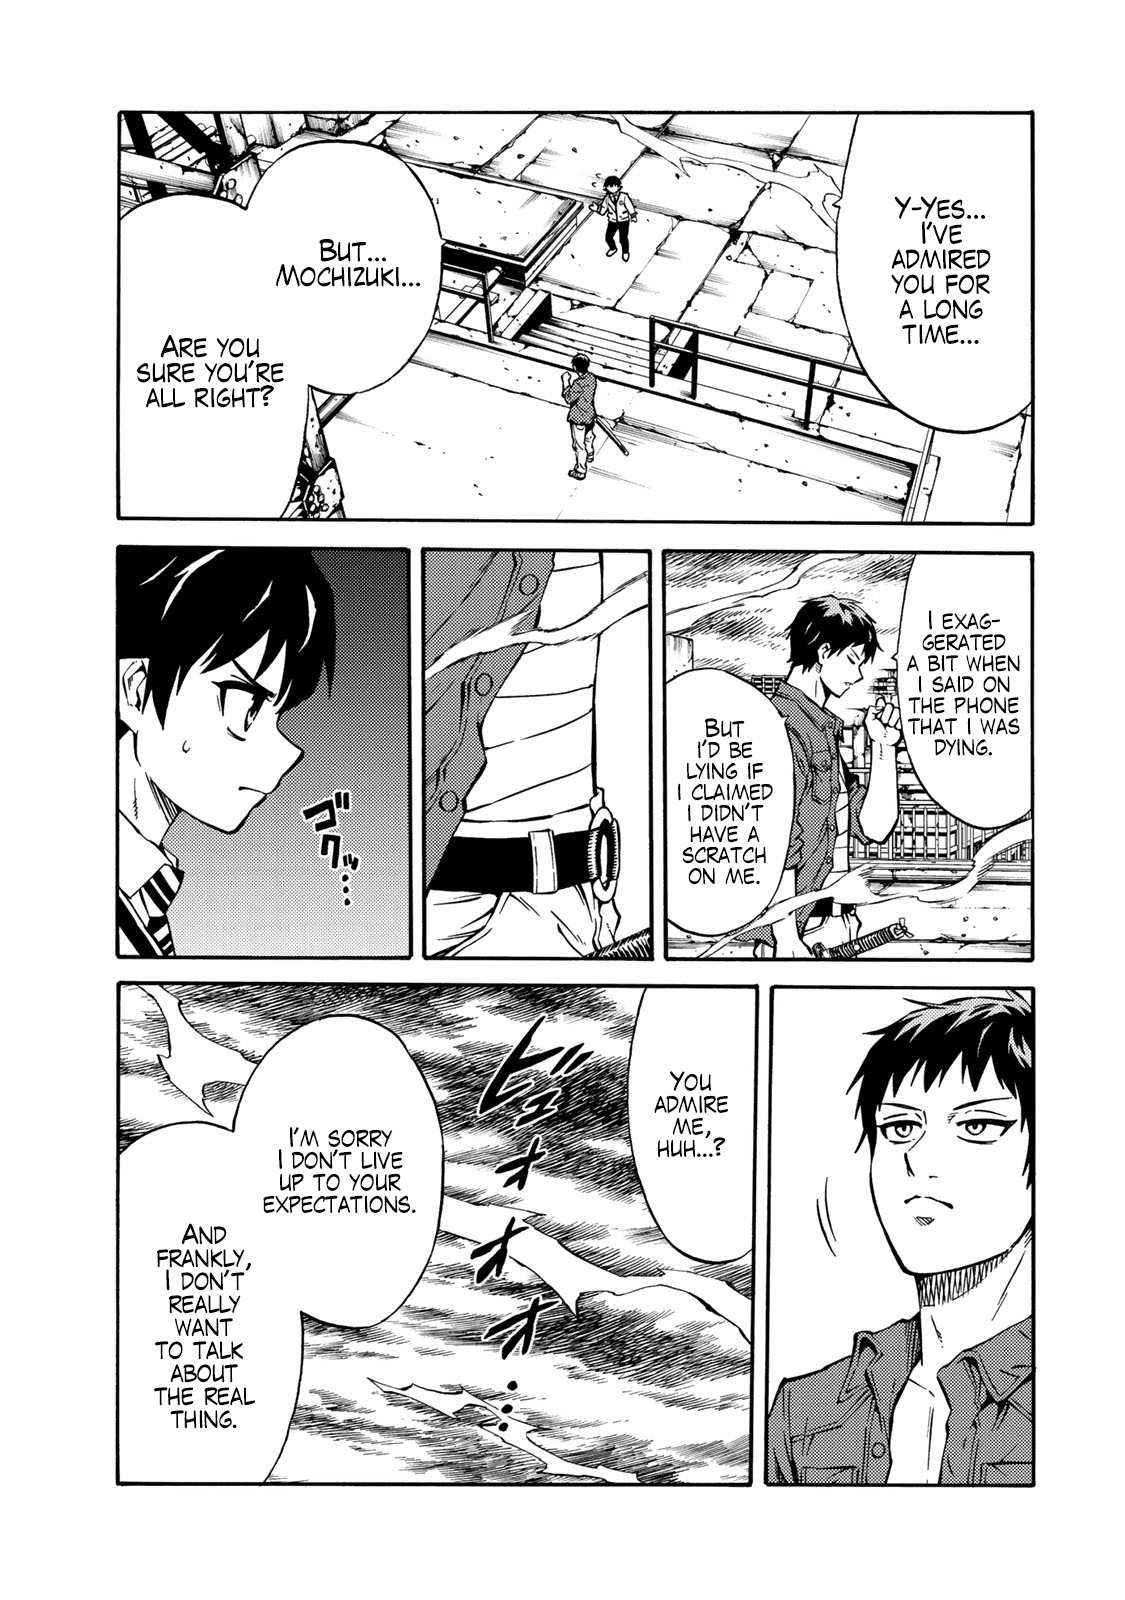 Y-YES...
I'VE
ADMIRED
YOU FOR
A LONG
TIME...
BUT...
MOCHIZUKI...
ARE YOU
SURE YOU'RE
ALL RIGHT?
I EXAG-
GERATED
A BIT WHEN
I SAID ON
THE PHONE
THAT I WAS
DYING.
BUT
I'D BE
LYING IF
I CLAIMED
I DIDN'T
HAVE A
SCRATCH
ON ME.
ゴクッ…
YOU
ADMIRE
ME,
HUH...?
ビュオオ…
I'M SORRY
I DON'T LIVE
UP TO YOUR
EXPECTATIONS.
AND
FRANKLY,
I DON'T
REALLY
WANT
TO TALK
ABOUT
THE REAL
THING.